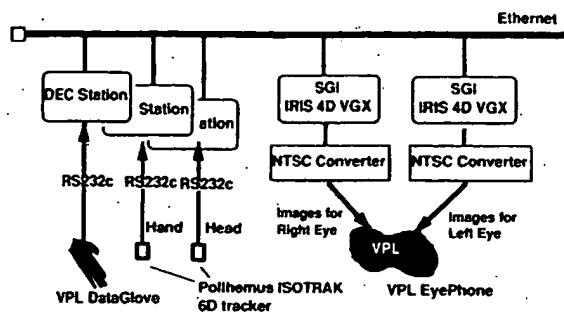 Ethernet
DEC Station
Station
ation
SGI
IRIS 4D VGX
SGI
IRIS 4D VGX
NTSC Converter
NTSC Converter
RS232c
RS232c
RS232c
Hand
Head
Images for
Right Eye
Images for
Left Eye
VPL
VPL DataGlove
Polihemus ISOTRAK
6D tracker
VPL EyePhone